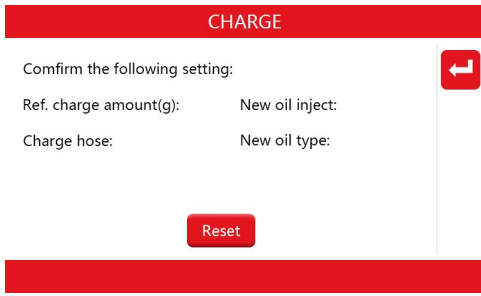 CHARGE
Comfirm the following setting:
Ref. charge amount(g): New oil inject:
Charge hose: New oil type:
Reset